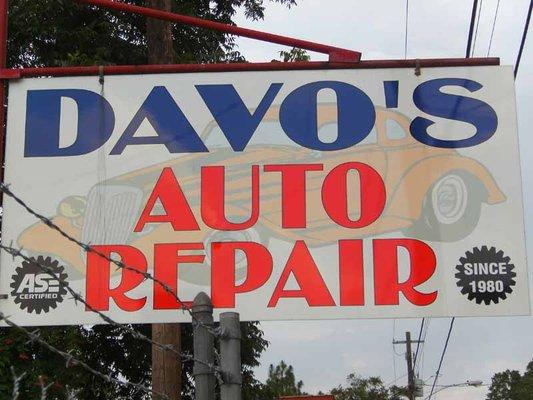 DAVO'S
AUTO
REPAIR
ASE
CERTIFIED
SINCE
1980